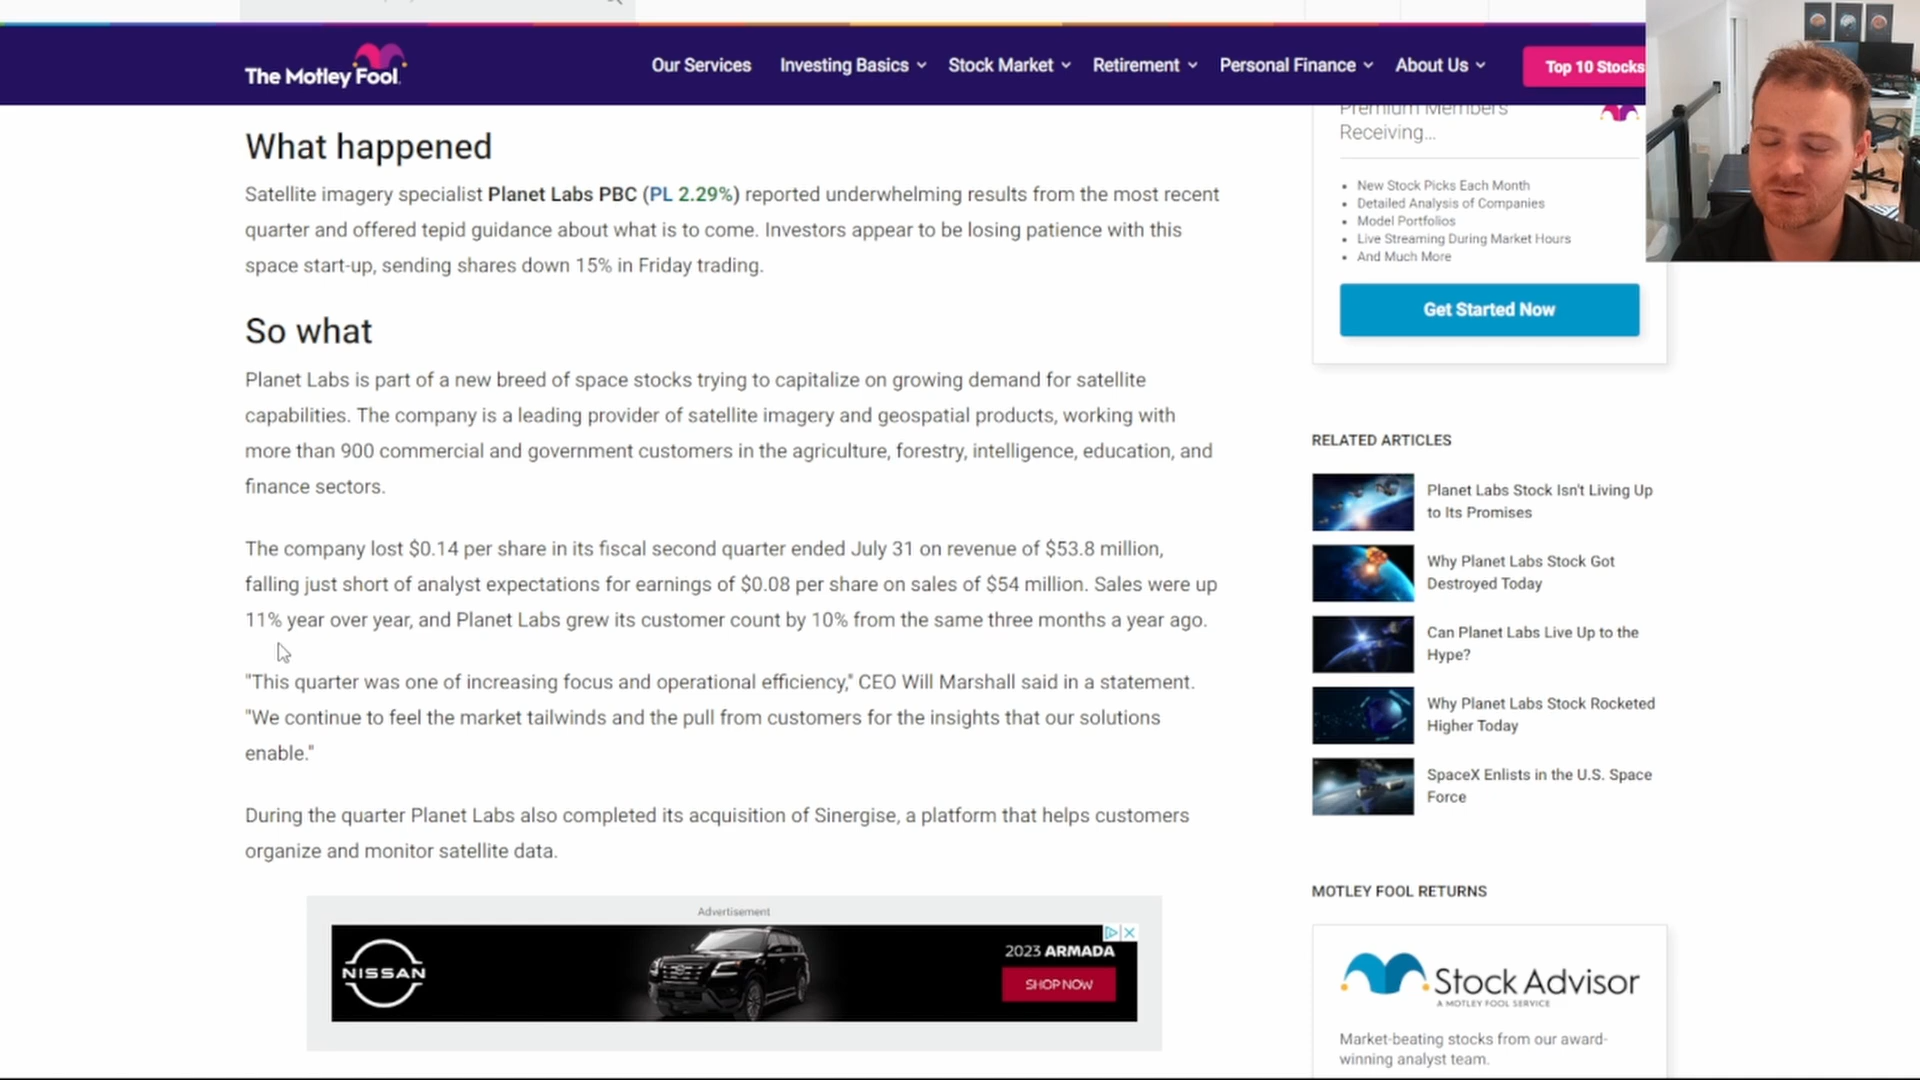 The Motley Fool.
Our Services
Investing Basics
Stock Market
Retirement
Personal Finance
About Us
Top 10 Stocks
What happened
Satellite imagery specialist Planet Labs PBC (PL 2.29%) reported underwhelming results from the most recent
quarter and offered tepid guidance about what is to come. Investors appear to be losing patience with this
space start-up, sending shares down 15% in Friday trading.
So what
Planet Labs is part of a new breed of space stocks trying to capitalize on growing demand for satellite
capabilities. The company is a leading provider of satellite imagery and geospatial products, working with
more than 900 commercial and government customers in the agriculture, forestry, intelligence, education, and
finance sectors.
The company lost $0.14 per share in its fiscal second quarter ended July 31 on revenue of $53.8 million,
falling just short of analyst expectations for earnings of $0.08 per share on sales of $54 million. Sales were up
11% year over year, and Planet Labs grew its customer count by 10% from the same three months a year ago.
"This quarter was one of increasing focus and operational efficiency," CEO Will Marshall said in a statement.
"We continue to feel the market tailwinds and the pull from customers for the insights that our solutions
enable."
During the quarter Planet Labs also completed its acquisition of Sinergise, a platform that helps customers
organize and monitor satellite data.
Advertisement
NISSAN
2023 ARMADA
SHOP NOW
Premium Members
Receiving...
• New Stock Picks Each Month
• Detailed Analysis of Companies
• Model Portfolios
• Live Streaming During Market Hours
• And Much More
Get Started Now
RELATED ARTICLES
Planet Labs Stock Isn't Living Up
to Its Promises
Why Planet Labs Stock Got
Destroyed Today
Can Planet Labs Live Up to the
Hype?
Why Planet Labs Stock Rocketed
Higher Today
SpaceX Enlists in the U.S. Space
Force
MOTLEY FOOL RETURNS
Stock Advisor
A MOTLEY FOOL SERVICE
Market-beating stocks from our award-
winning analyst team.